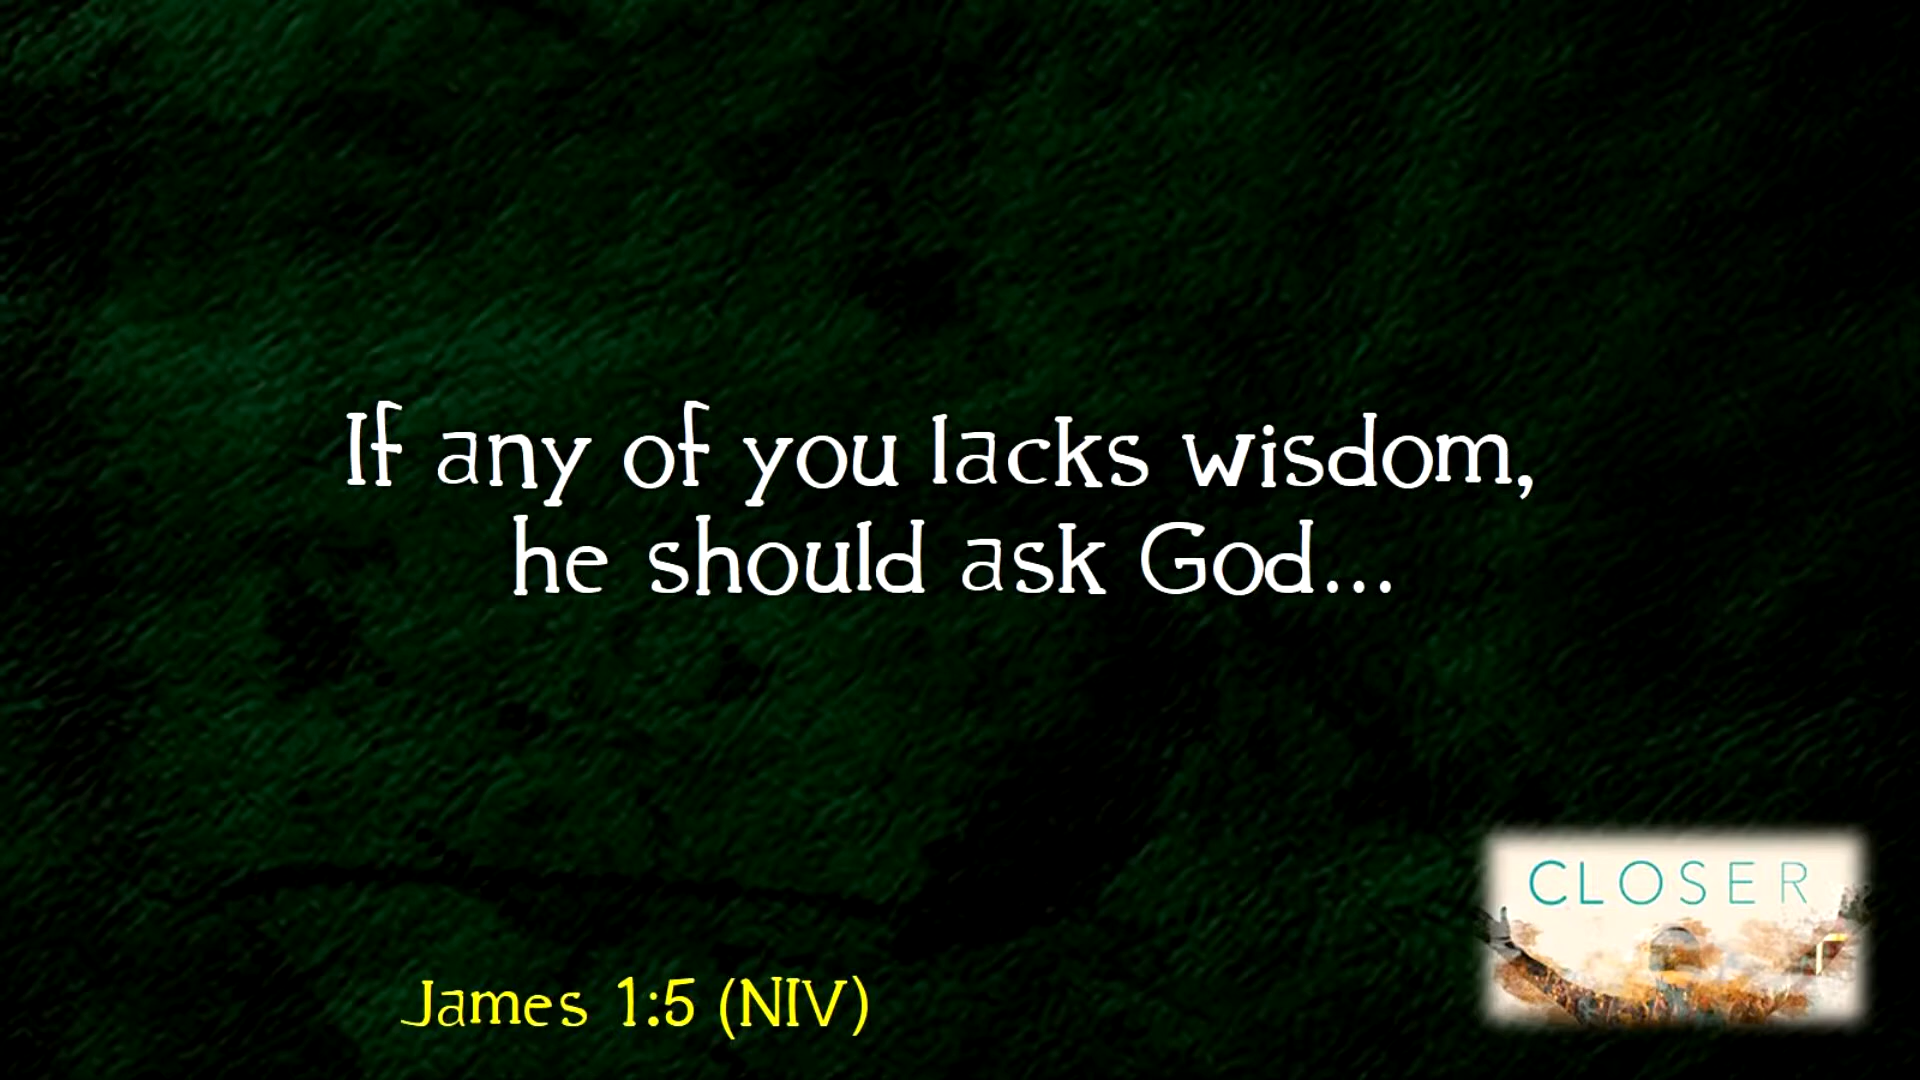 If any of you lacks wisdom,
he should ask God...
CLOSER
James 1:5 (NIV)